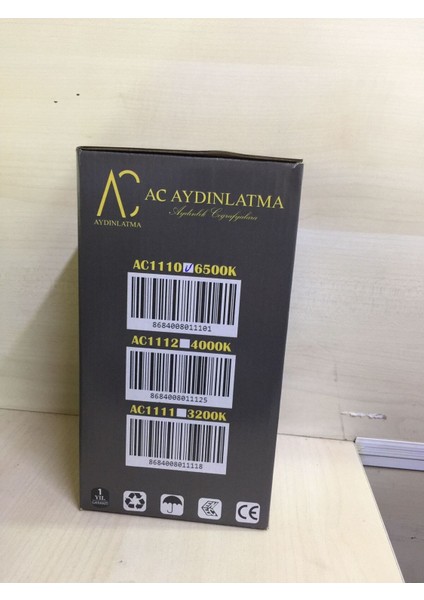 AC
AYDINLATMA
AC AYDINLATMA
Aydınlık Coğrafyalara
AC1110 6500K
8684008011101
AC1112 4000K
8684008011125
AC1111 3200K
8684008011118
1
YIL
CE